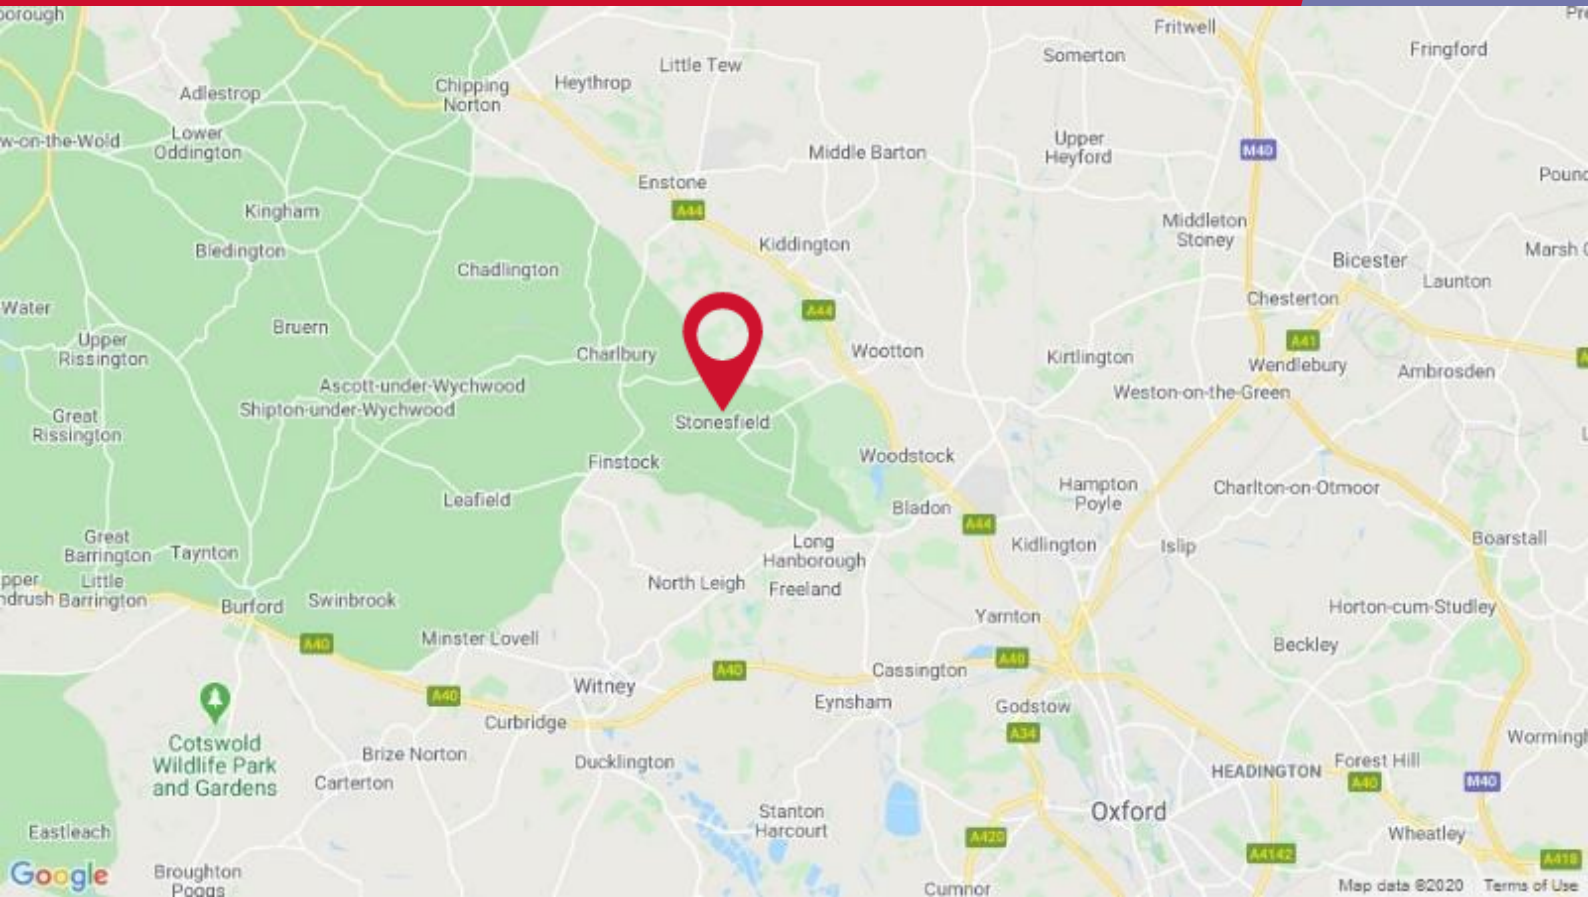 Fritwell
Fringford
Somerton
Little Tew
Heythrop
Chipping
Norton
Adlestrop
Lower
Oddington
Middle Barton
Upper
Heyford
M40
Enstone
A44
Kingham
Bledington
Kiddington
Middleton
Stoney
Bicester
Launton
Chadlington
Chesterton
A44
Water
Bruern
Upper
Rissington
Charlbury
Wootton
Kirtlington
A41
Wendlebury
Ambrosden
Ascott-under-Wychwood
Shipton-under-Wychwood
Weston-on-the-Green
Great
Rissington
Stonesfield
Finstock
Woodstock
Leafield
Hampton
Poyle
Charlton-on-Otmoor
Bladon
A44
Great
Barrington
Taynton
Long
Hanborough
Kidlington
Islip
Boarstall
Little
Barrington
North Leigh
Freeland
Burford
Swinbrook
Yarnton
Horton-cum-Studley
Beckley
Minster Lovell
A40
A40
A40
A40
Cassington
Witney
Eynsham
Godstow
A34
Curbridge
Cotswold
Wildlife Park
and Gardens
Brize Norton
Carterton
Ducklington
HEADINGTON
Forest Hill
A40
M40
Stanton
Harcourt
Oxford
Eastleach
A420
A4142
Wheatley
A418
Google
Broughton
Poggs
Cumnor
Map data ©2020
Terms of Use